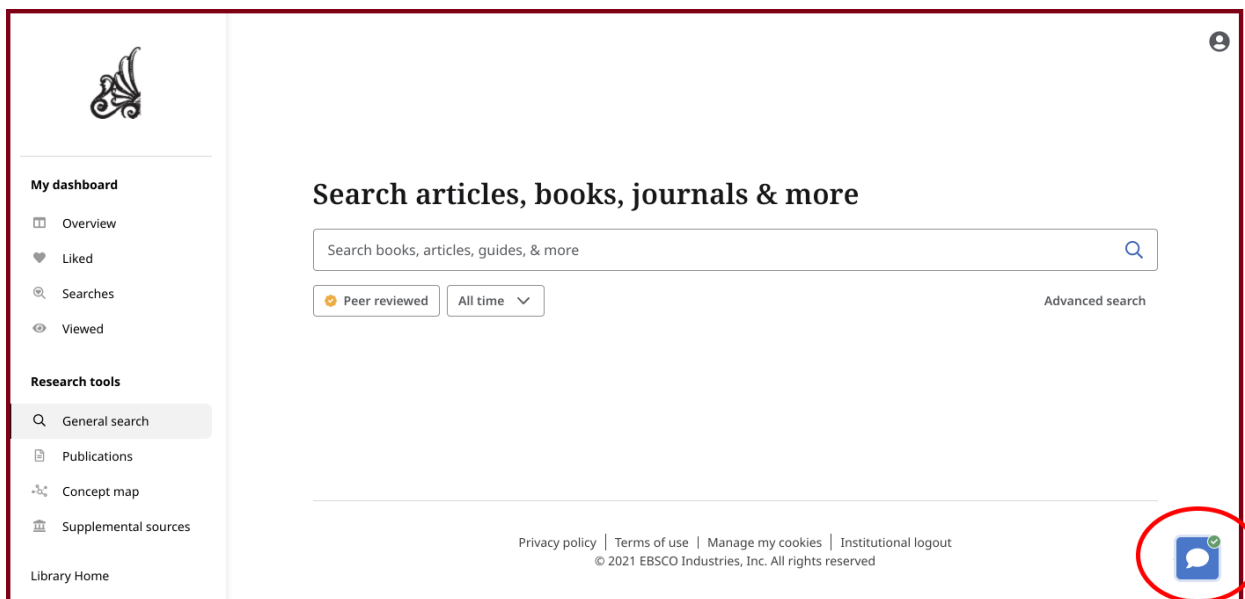 My dashboard
Overview
Liked
Searches
Viewed
Research tools
General search
Publications
Concept map
Supplemental sources
Library Home
Search articles, books, journals & more
Search books, articles, guides, & more
Peer reviewed
All time
Advanced search
Privacy policy | Terms of use | Manage my cookies | Institutional logout
© 2021 EBSCO Industries, Inc. All rights reserved